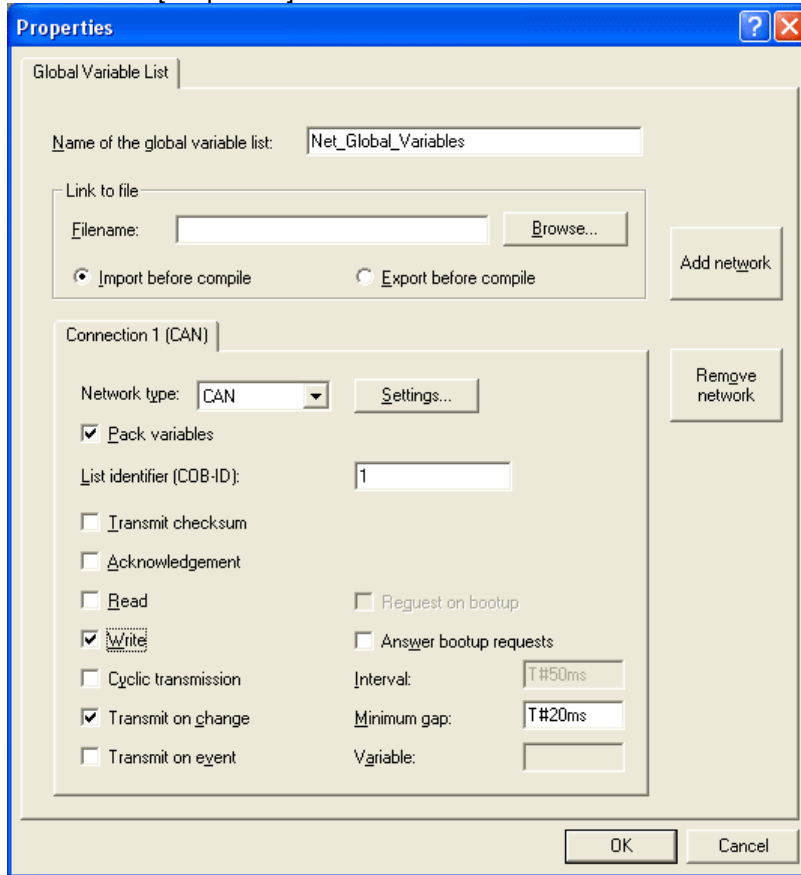 Properties
Global Variable List
Name of the global variable list: Net_Global_Variables
Link to file
Filename: Browse...
Import before compile Export before compile
Add network
Connection 1 (CAN)
Remove
network
Network type: CAN Settings...
Pack variables
List identifier (COB-ID): 1
Transmit checksum
Acknowledgement
Read Reguest on bootup
Write Answer bootup requests
Cyclic transmission Interval: T#50ms
Transmit on change Minimum gap: T#20ms
Transmit on event Variable:
OK Cancel